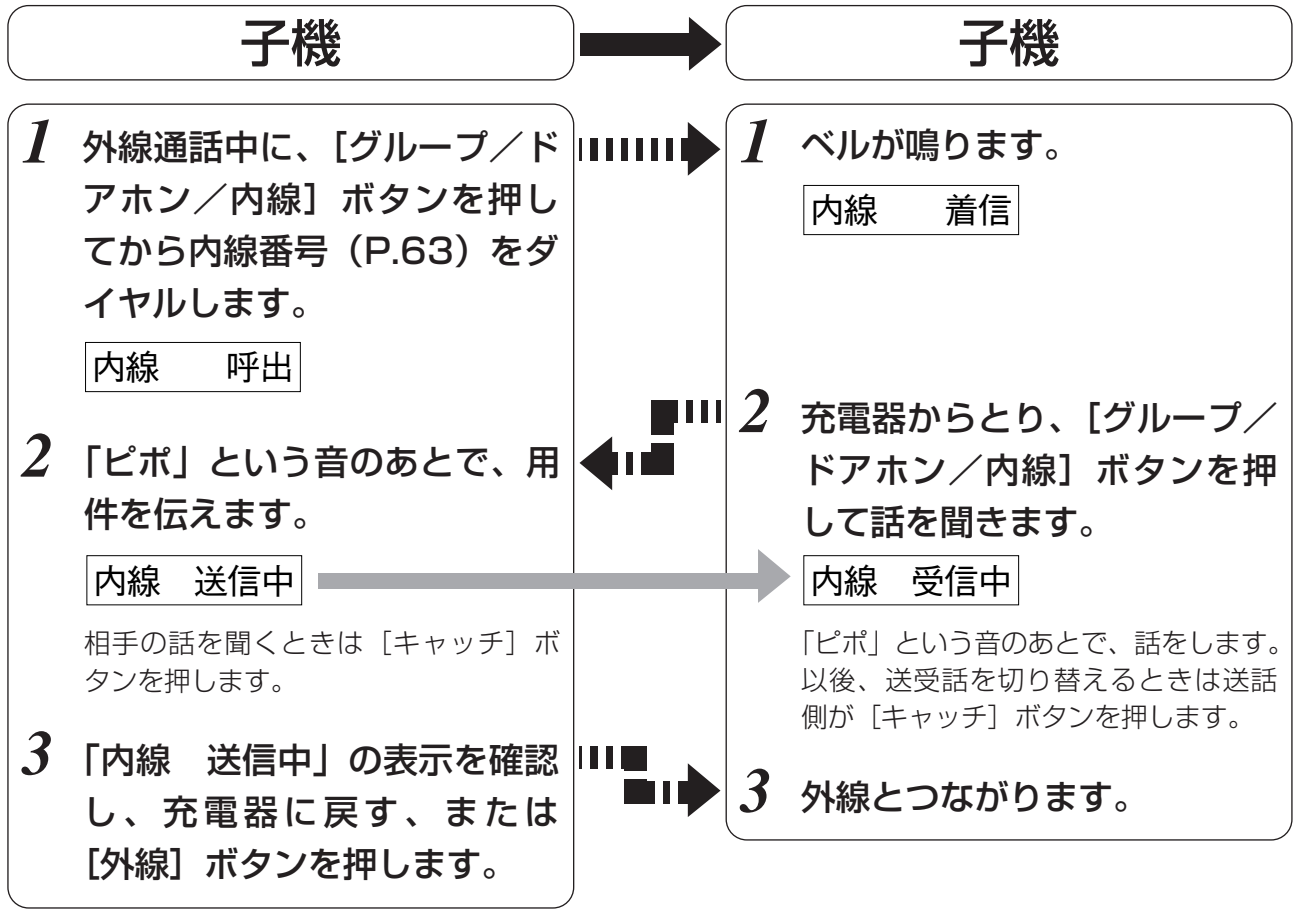 子機
1 外線通話中に、［グループ／ド
アホン／内線］ボタンを押し
てから内線番号（P.63）をダ
イヤルします。
内線　　呼出
2 「ピポ」という音のあとで、用
件を伝えます。
内線　送信中
相手の話を聞くときは［キャッチ］ボ
タンを押します。
3 「内線　送信中」の表示を確認
し、充電器に戻す、または
［外線］ボタンを押します。
子機
1 ベルが鳴ります。
内線　　着信
2 充電器からとり、［グループ／
ドアホン／内線］ボタンを押
して話を聞きます。
内線　受信中
「ピポ」という音のあとで、話をします。
以後、送受話を切り替えるときは送話
側が［キャッチ］ボタンを押します。
3 外線とつながります。